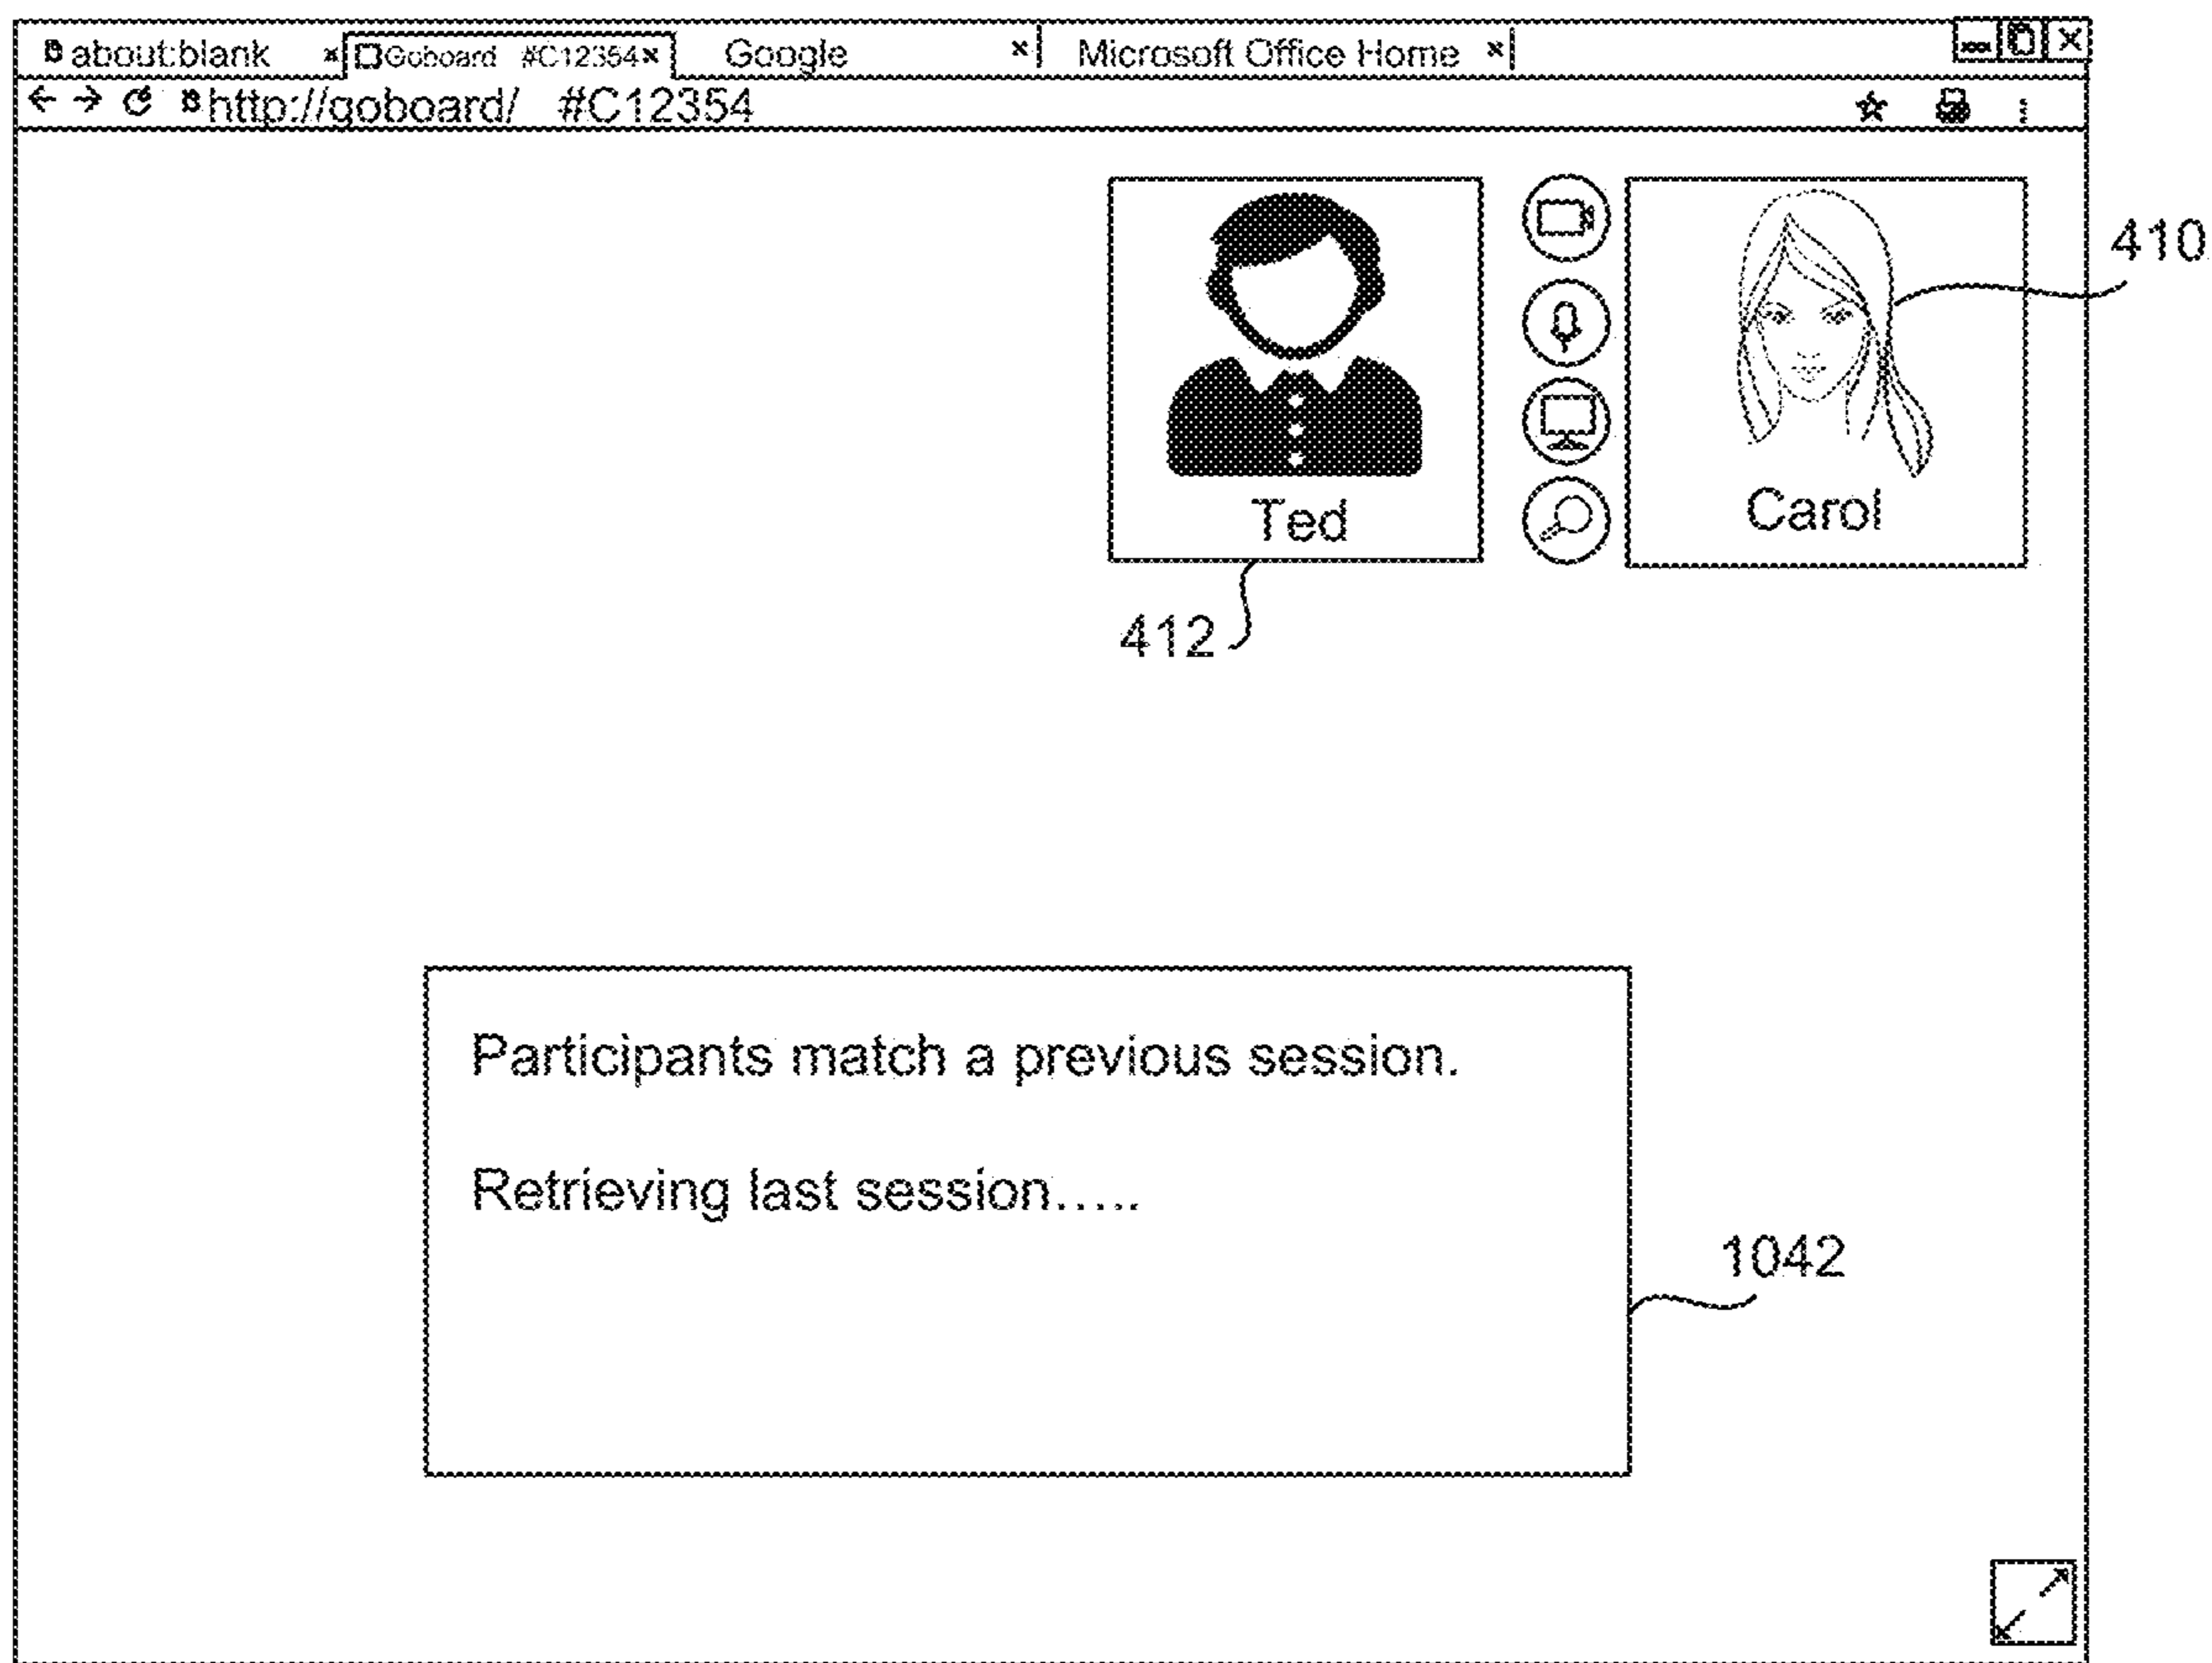 about:blank Goboard #C12354 Google Microsoft Office Home
http://goboard/ #C12354
410
Ted
Carol
412
Participants match a previous session.
Retrieving last session.....
1042